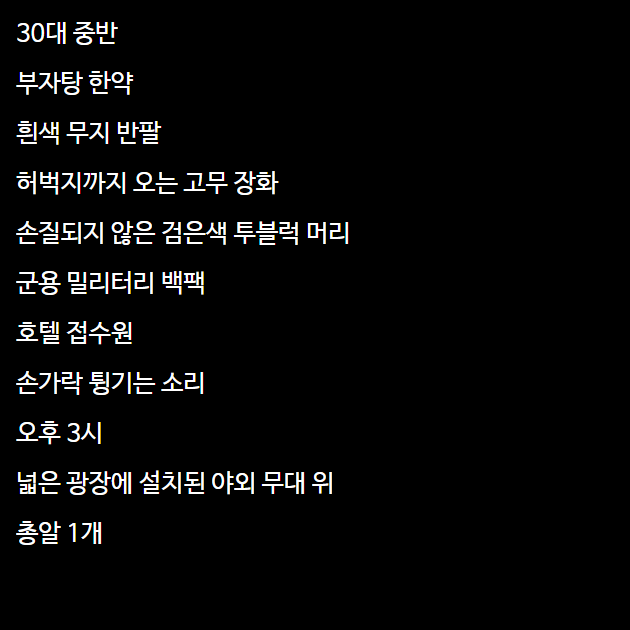 30대 중반
부자탕 한약
흰색 무지 반팔
허벅지까지 오는 고무 장화
손질되지 않은 검은색 투블럭 머리
군용 밀리터리 백팩
호텔 접수원
손가락 튕기는 소리
오후 3시
넓은 광장에 설치된 야외 무대 위
총알 1개